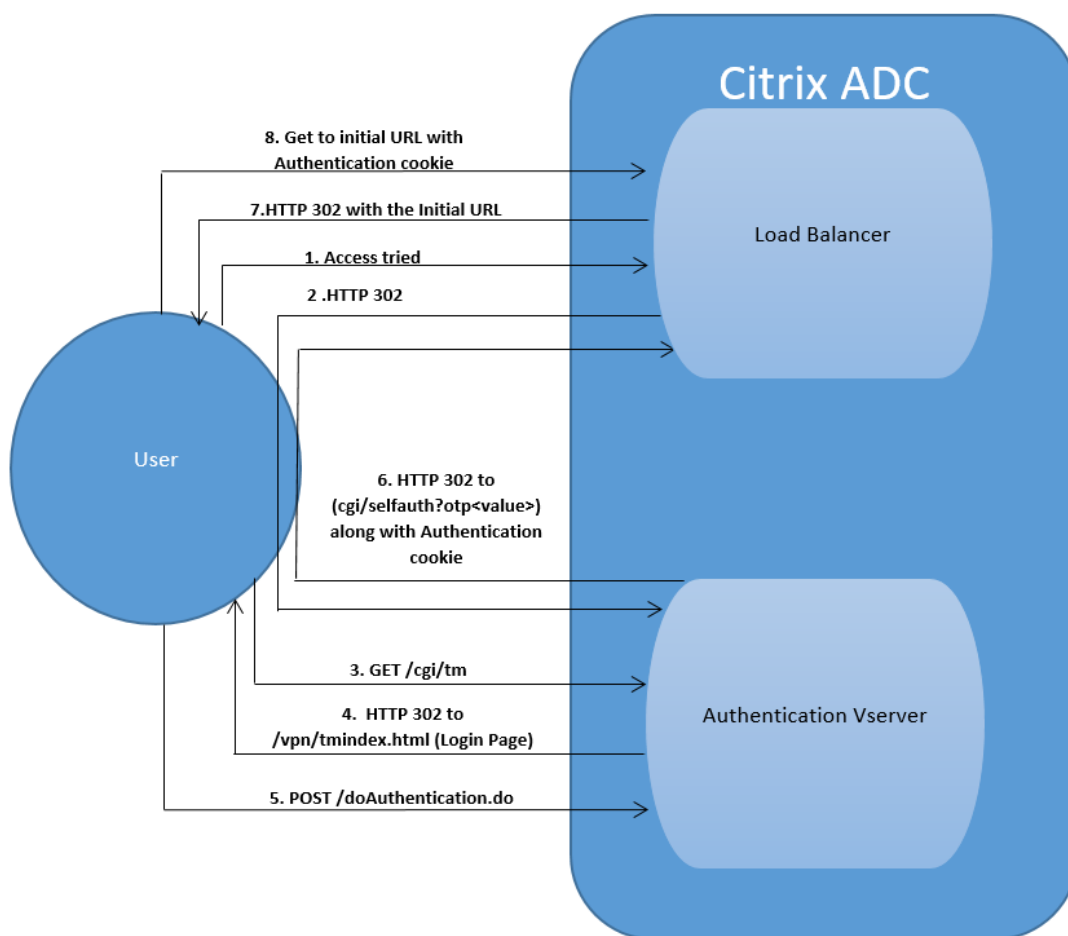 Citrix ADC
8. Get to initial URL with
Authentication cookie
7.HTTP 302 with the Initial URL
Load Balancer
1. Access tried
2 .HTTP 302
User
6. HTTP 302 to
(cgi/selfauth?otp<value>)
along with Authentication
cookie
3. GET /cgi/tm
4. HTTP 302 to
/vpn/tmindex.html (Login Page)
Authentication Vserver
5. POST /doAuthentication.do